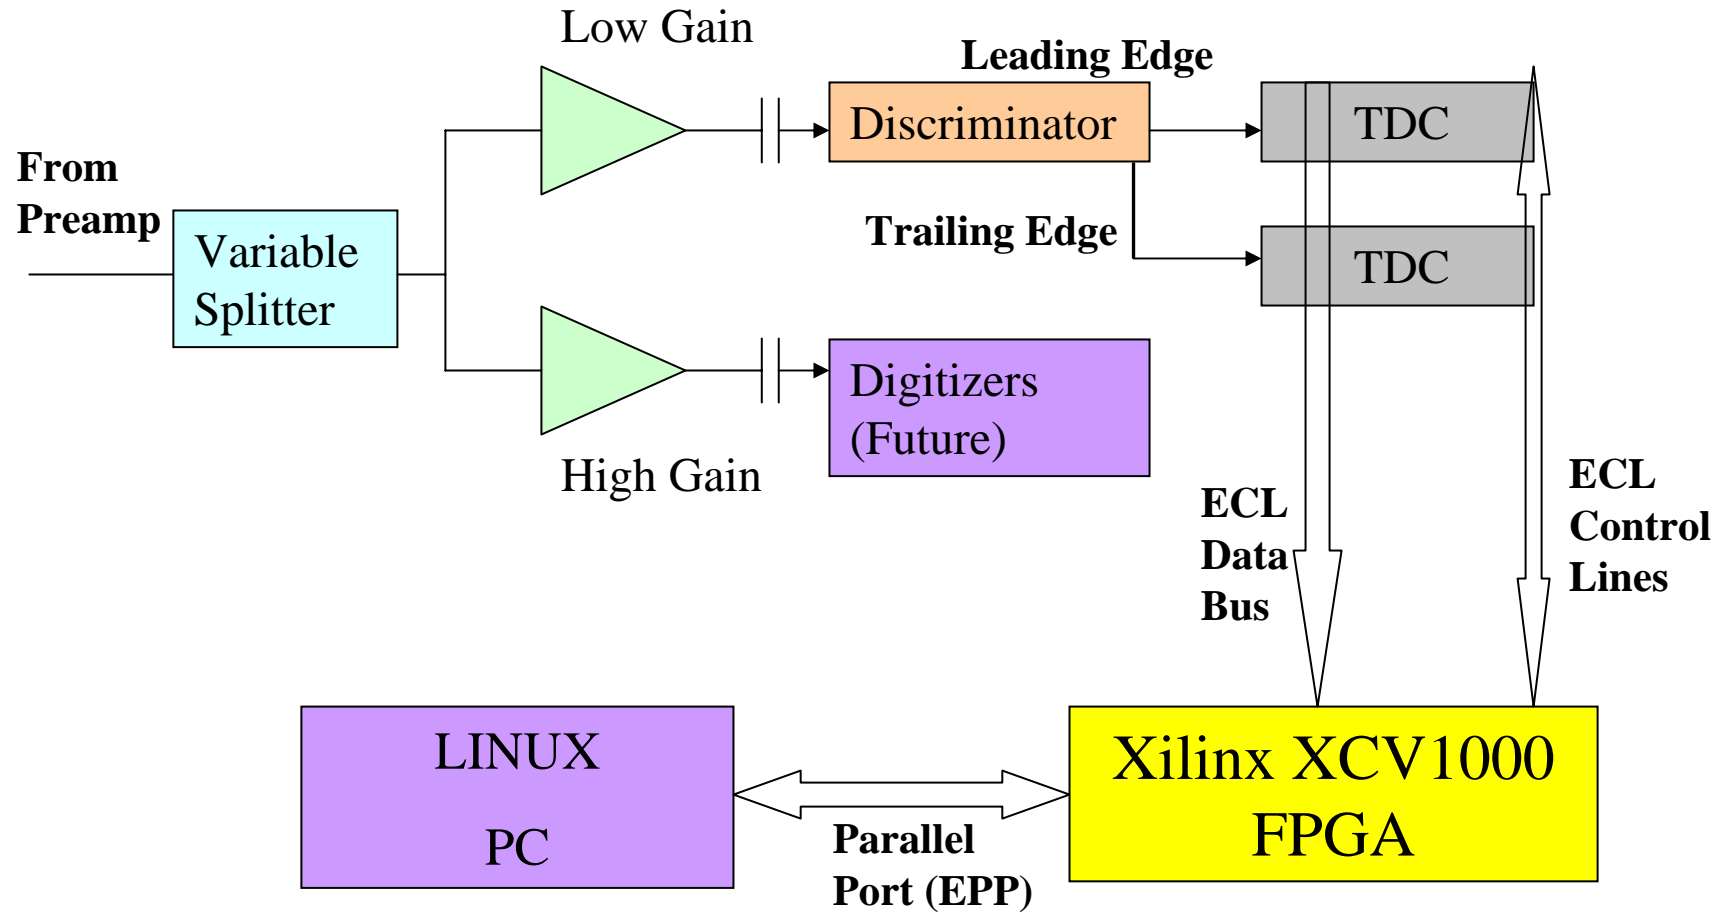 Low Gain
Leading Edge
Discriminator
TDC
From
Preamp
Variable
Splitter
Trailing Edge
TDC
Digitizers
(Future)
High Gain
ECL
Data
Bus
ECL
Control
Lines
LINUX
PC
Parallel
Port (EPP)
Xilinx XCV1000
FPGA